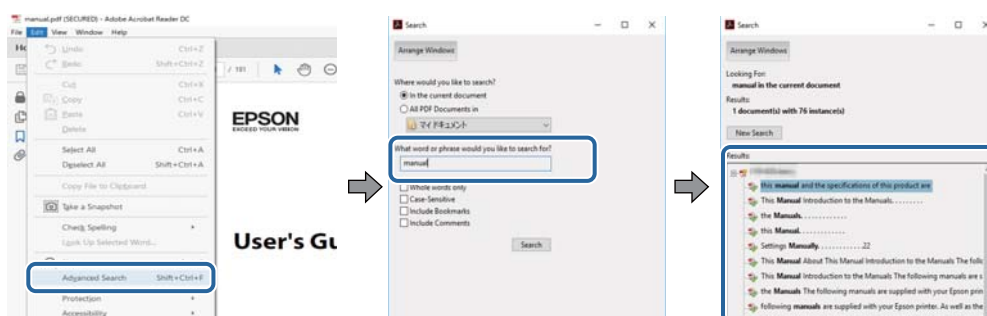 manual.pdf (SECURED) - Adobe Acrobat Reader DC
File Edit View Window Help
Undo Ctrl+Z
Redo Shift+Ctrl+Z
Cut Ctrl+X
Copy Ctrl+C
Paste Ctrl+V
Delete
Select All Ctrl+A
Deselect All Shift+Ctrl+A
Copy File to Clipboard
Take a Snapshot
Check Spelling
Look Up Selected Word...
Advanced Search Shift+Ctrl+F
Protection
Accessibility
/ 191
EPSON
EXCEED YOUR VISION
User's Gu
Search
Arrange Windows
Where would you like to search?
In the current document
All PDF Documents in
マイドキュメント
What word or phrase would you like to search for?
manual
Whole words only
Case-Sensitive
Include Bookmarks
Include Comments
Search
Search
Arrange Windows
Looking For:
manual in the current document
Results:
1 document(s) with 76 instance(s)
New Search
Results:
this manual and the specifications of this product are
This Manual Introduction to the Manuals. . . . . . . . .
the Manuals. . . . . . . . . . . . .
this Manual. . . . . . . . . . . . .
Settings Manually. . . . . . . . . . . . .22
This Manual About This Manual Introduction to the Manuals The follo
This Manual Introduction to the Manuals The following manuals are s
the Manuals The following manuals are supplied with your Epson prin
following manuals are supplied with your Epson printer. As well as the